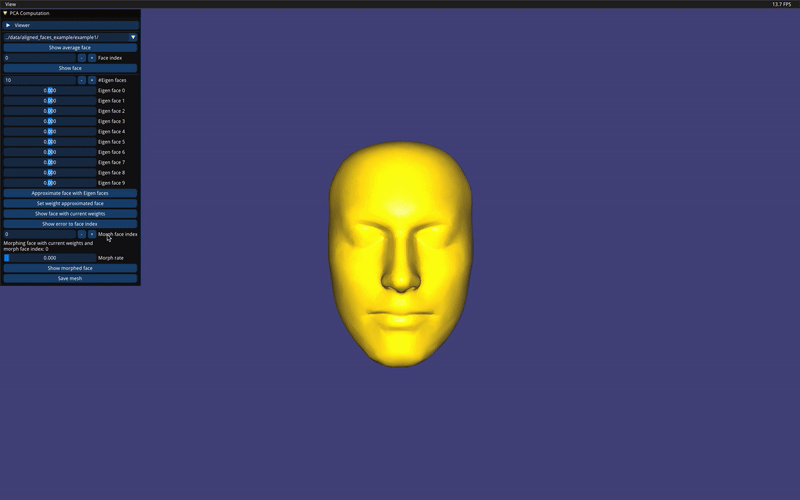 View
13.7 FPS
PCA Computation
Viewer
../data/aligned_faces_example/example1/
Show average face
0 - + Face index
Show face
10 - + #Eigen faces
0.000 Eigen face 0
0.000 Eigen face 1
0.000 Eigen face 2
0.000 Eigen face 3
0.000 Eigen face 4
0.000 Eigen face 5
0.000 Eigen face 6
0.000 Eigen face 7
0.000 Eigen face 8
0.000 Eigen face 9
Approximate face with Eigen faces
Set weight approximated face
Show face with current weights
Show error to face index
0 - + Morph face index
Morphing face with current weights and
morph face index: 0
0.000 Morph rate
Show morphed face
Save mesh